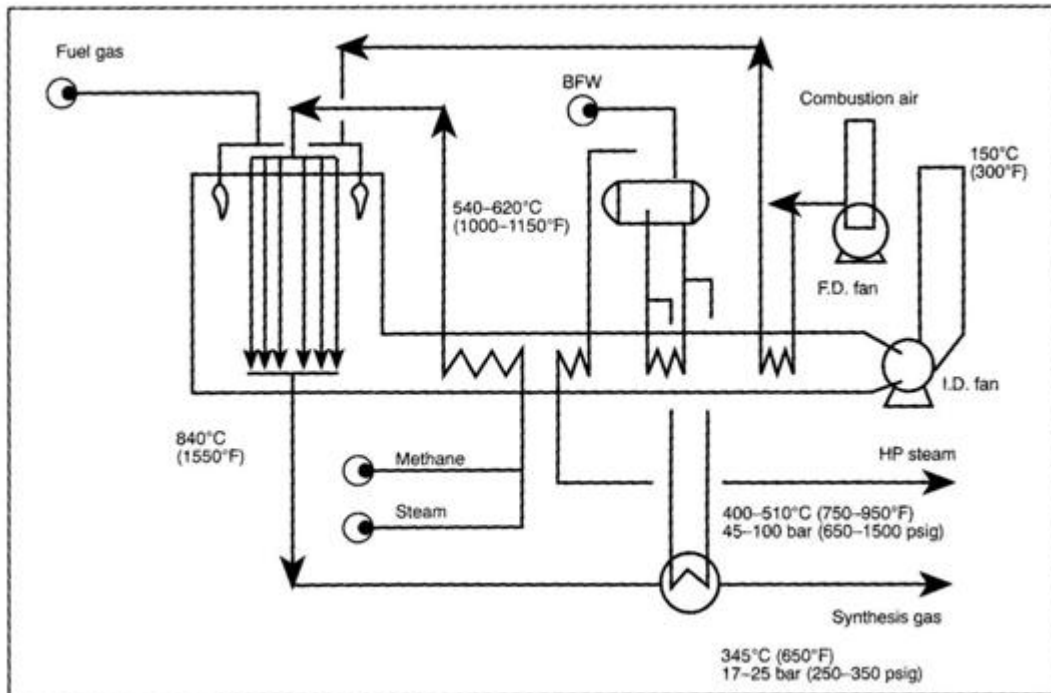 Fuel gas
BFW
Combustion air
150°C
(300°F)
540–620°C
(1000–1150°F)
F.D. fan
I.D. fan
840°C
(1550°F)
Methane
HP steam
Steam
400–510°C (750–950°F)
45–100 bar (650–1500 psig)
Synthesis gas
345°C (650°F)
17–25 bar (250–350 psig)